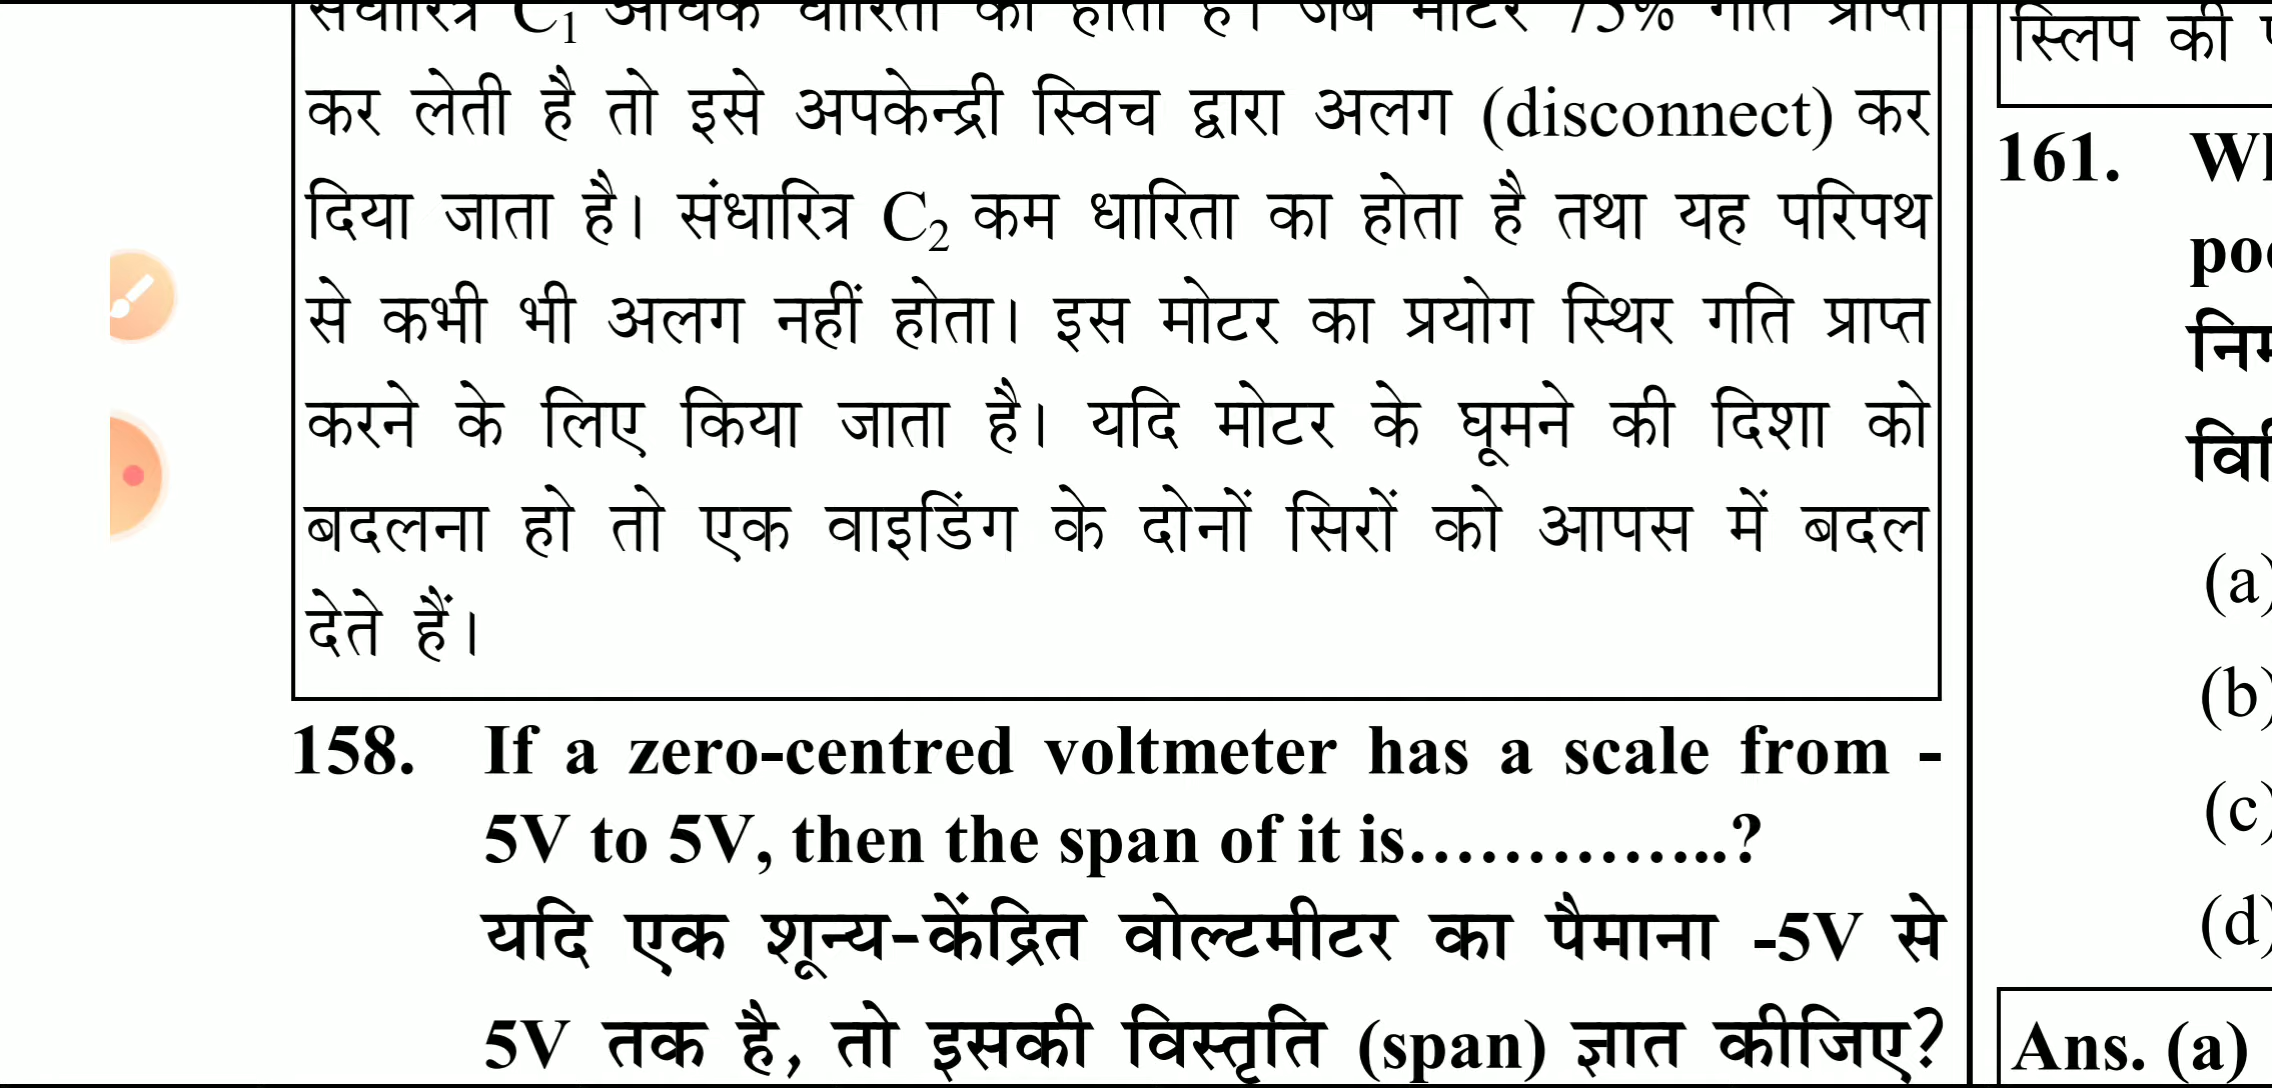 संधारित्र C₁ अधिक धारिता का होता है। जब मोटर 75% गति प्राप्त
कर लेती है तो इसे अपकेन्द्री स्विच द्वारा अलग (disconnect) कर
दिया जाता है। संधारित्र C₂ कम धारिता का होता है तथा यह परिपथ
से कभी भी अलग नहीं होता। इस मोटर का प्रयोग स्थिर गति प्राप्त
करने के लिए किया जाता है। यदि मोटर के घूमने की दिशा को
बदलना हो तो एक वाइडिंग के दोनों सिरों को आपस में बदल
देते हैं।
158. If a zero-centred voltmeter has a scale from -
5V to 5V, then the span of it is…………..?
यदि एक शून्य-केंद्रित वोल्टमीटर का पैमाना -5V से
5V तक है, तो इसकी विस्तृति (span) ज्ञात कीजिए?
स्लिप की
161.
(a)
(b)
(c)
(d)
Ans. (a)